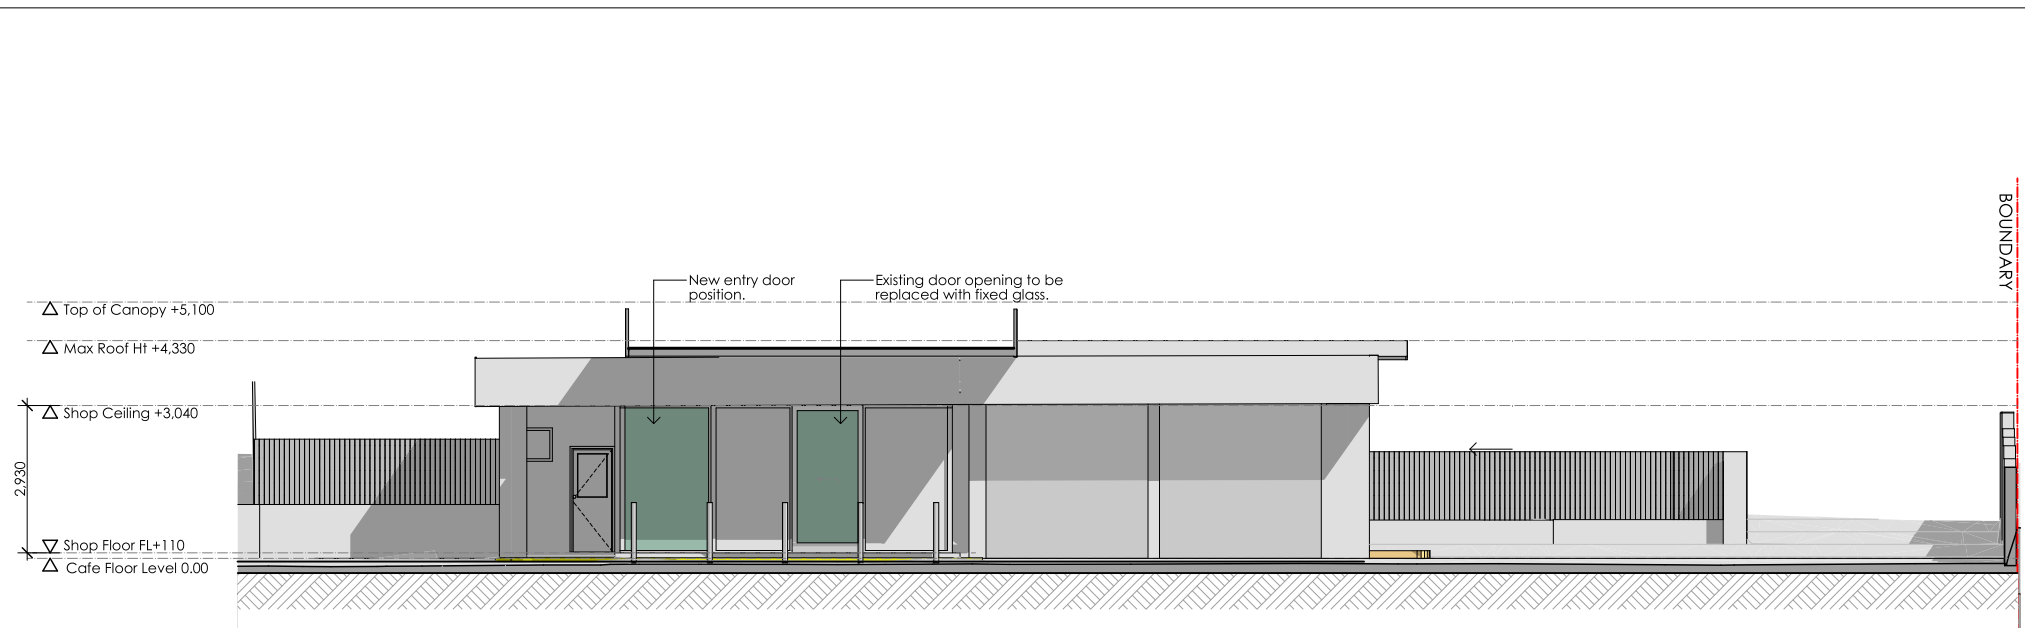 BOUNDARY
New entry door
position.
Existing door opening to be
replaced with fixed glass.
Top of Canopy +5,100
Max Roof Ht +4,330
Shop Ceiling +3,040
2,930
Shop Floor FL+110
Cafe Floor Level 0.00